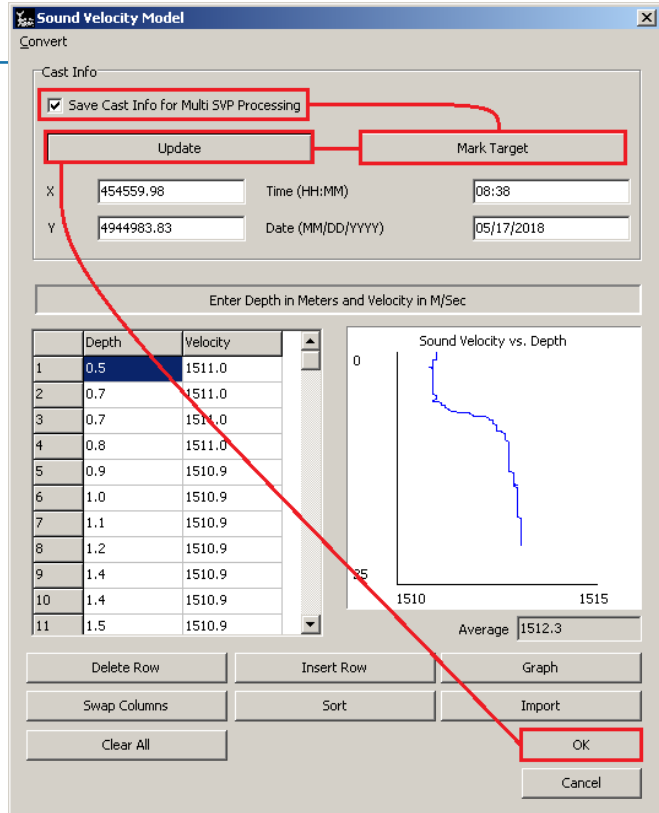 Sound Velocity Model
Convert
Cast Info
Save Cast Info for Multi SVP Processing
Update Mark Target
X 454559.98 Time (HH:MM) 08:38
Y 4944983.83 Date (MM/DD/YYYY) 05/17/2018
Enter Depth in Meters and Velocity in M/Sec
Depth Velocity
1 0.5 1511.0
2 0.7 1511.0
3 0.7 1511.0
4 0.8 1511.0
5 0.9 1510.9
6 1.0 1510.9
7 1.1 1510.9
8 1.2 1510.9
9 1.4 1510.9
10 1.4 1510.9
11 1.5 1510.9
Sound Velocity vs. Depth
0
1510 1515
Average 1512.3
Delete Row Insert Row Graph
Swap Columns Sort Import
Clear All OK
Cancel